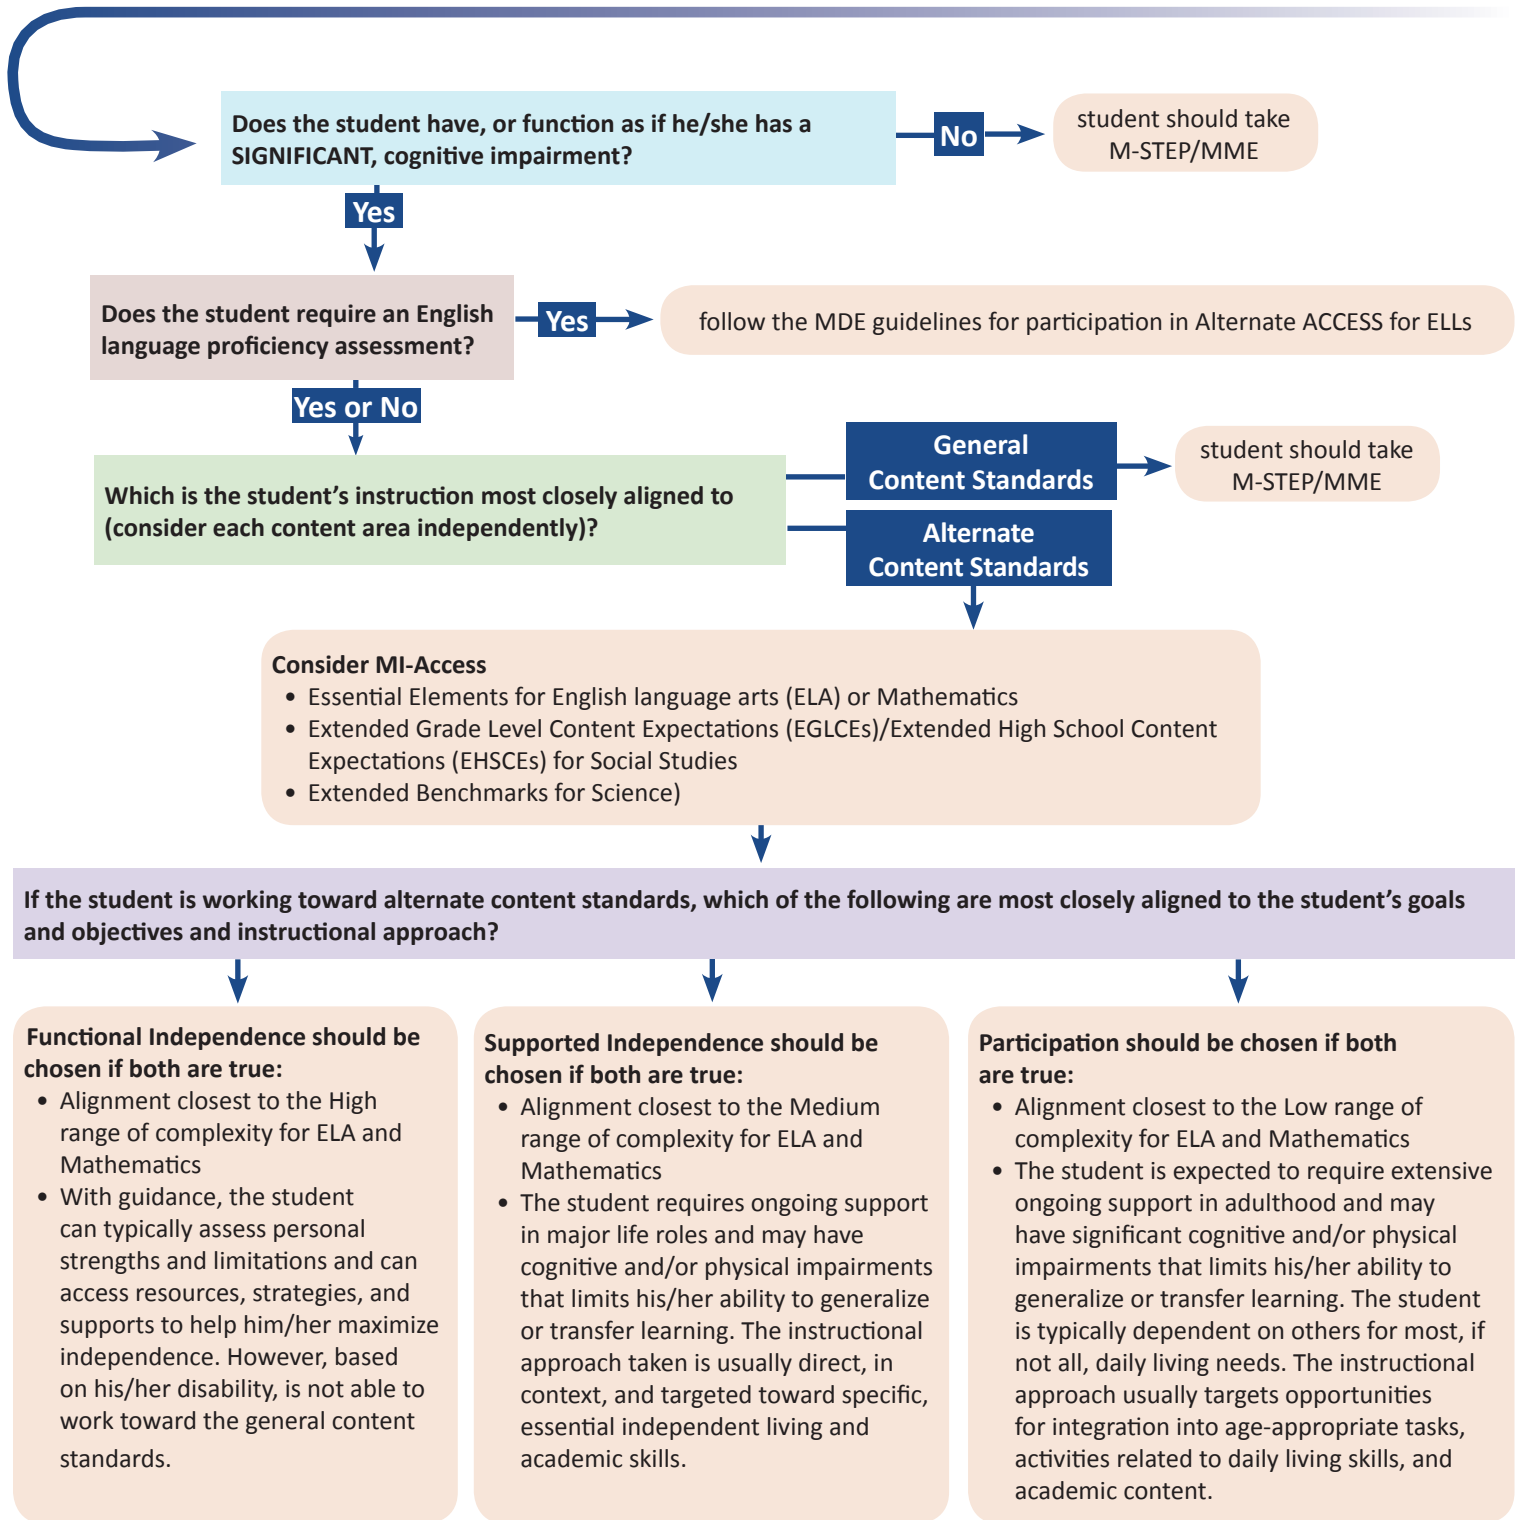 Does the student have, or function as if he/she has a
SIGNIFICANT, cognitive impairment?
No
student should take
M-STEP/MME
Yes
Does the student require an English
language proficiency assessment?
Yes
follow the MDE guidelines for participation in Alternate ACCESS for ELLs
Yes or No
Which is the student's instruction most closely aligned to
(consider each content area independently)?
General
Content Standards
student should take
M-STEP/MME
Alternate
Content Standards
Consider MI-Access
• Essential Elements for English language arts (ELA) or Mathematics
• Extended Grade Level Content Expectations (EGLCEs)/Extended High School Content
Expectations (EHSCEs) for Social Studies
• Extended Benchmarks for Science)
If the student is working toward alternate content standards, which of the following are most closely aligned to the student's goals
and objectives and instructional approach?
Functional Independence should be
chosen if both are true:
• Alignment closest to the High
range of complexity for ELA and
Mathematics
• With guidance, the student
can typically assess personal
strengths and limitations and can
access resources, strategies, and
supports to help him/her maximize
independence. However, based
on his/her disability, is not able to
work toward the general content
standards.
Supported Independence should be
chosen if both are true:
• Alignment closest to the Medium
range of complexity for ELA and
Mathematics
• The student requires ongoing support
in major life roles and may have
cognitive and/or physical impairments
that limits his/her ability to generalize
or transfer learning. The instructional
approach taken is usually direct, in
context, and targeted toward specific,
essential independent living and
academic skills.
Participation should be chosen if both
are true:
• Alignment closest to the Low range of
complexity for ELA and Mathematics
• The student is expected to require extensive
ongoing support in adulthood and may
have significant cognitive and/or physical
impairments that limits his/her ability to
generalize or transfer learning. The student
is typically dependent on others for most, if
not all, daily living needs. The instructional
approach usually targets opportunities
for integration into age-appropriate tasks,
activities related to daily living skills, and
academic content.